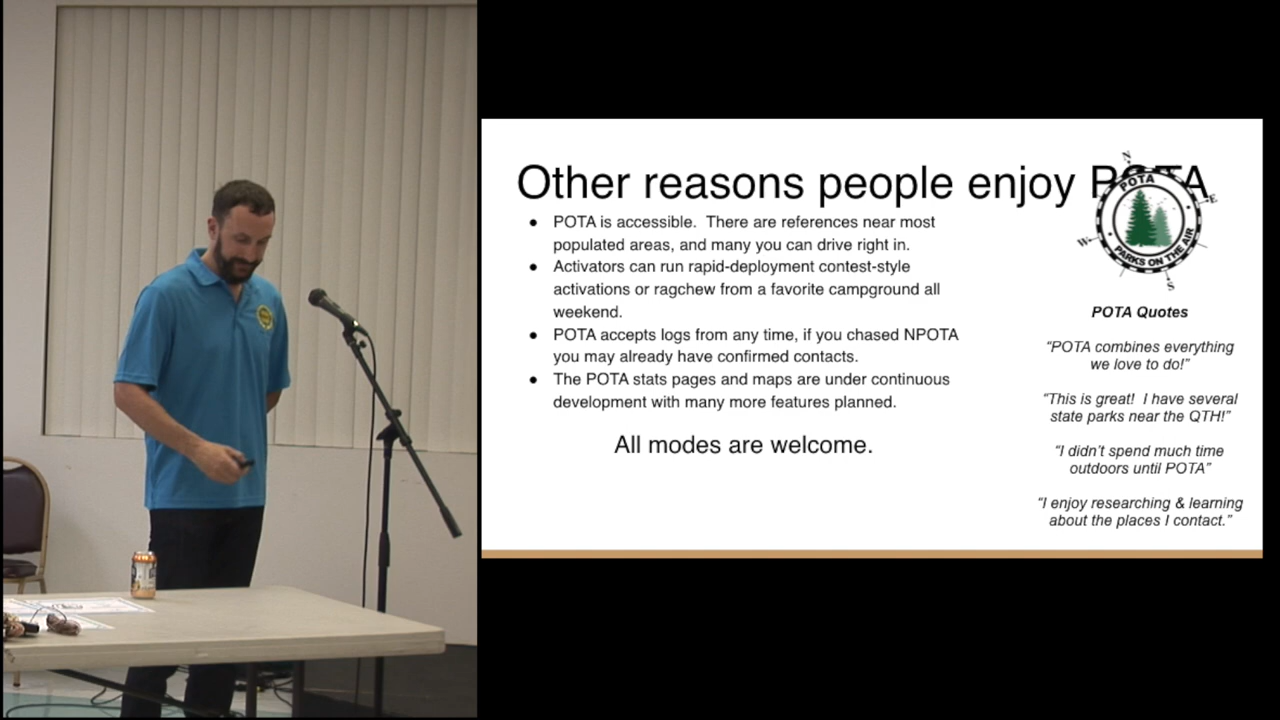 Other reasons people enjoy POTA
● POTA is accessible.  There are references near most
populated areas, and many you can drive right in.
● Activators can run rapid-deployment contest-style
activations or ragchew from a favorite campground all
weekend.
● POTA accepts logs from any time, if you chased NPOTA
you may already have confirmed contacts.
● The POTA stats pages and maps are under continuous
development with many more features planned.
All modes are welcome.
N
E
S
W
POTA
PARKS ON THE AIR
POTA Quotes
“POTA combines everything
we love to do!”
“This is great!  I have several
state parks near the QTH!”
“I didn’t spend much time
outdoors until POTA”
“I enjoy researching & learning
about the places I contact.”